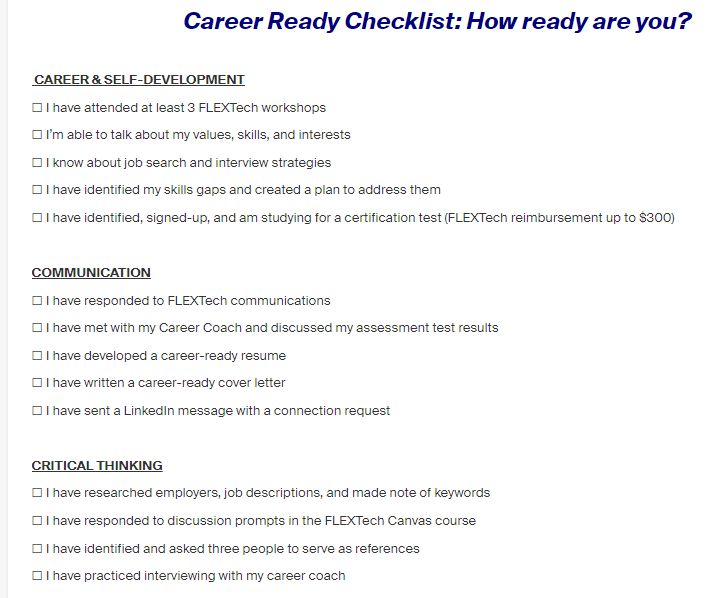 Career Ready Checklist: How ready are you?
CAREER & SELF-DEVELOPMENT
☐ I have attended at least 3 FLEXTech workshops
☐ I'm able to talk about my values, skills, and interests
☐ I know about job search and interview strategies
☐ I have identified my skills gaps and created a plan to address them
☐ I have identified, signed-up, and am studying for a certification test (FLEXTech reimbursement up to $300)
COMMUNICATION
☐ I have responded to FLEXTech communications
☐ I have met with my Career Coach and discussed my assessment test results
☐ I have developed a career-ready resume
☐ I have written a career-ready cover letter
☐ I have sent a LinkedIn message with a connection request
CRITICAL THINKING
☐ I have researched employers, job descriptions, and made note of keywords
☐ I have responded to discussion prompts in the FLEXTech Canvas course
☐ I have identified and asked three people to serve as references
☐ I have practiced interviewing with my career coach